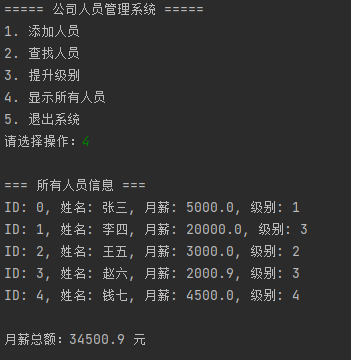 ===== 公司人员管理系统 =====
1. 添加人员
2. 查找人员
3. 提升级别
4. 显示所有人员
5. 退出系统
请选择操作：4
=== 所有人员信息 ===
ID: 0, 姓名: 张三, 月薪: 5000.0, 级别: 1
ID: 1, 姓名: 李四, 月薪: 20000.0, 级别: 3
ID: 2, 姓名: 王五, 月薪: 3000.0, 级别: 2
ID: 3, 姓名: 赵六, 月薪: 2000.9, 级别: 3
ID: 4, 姓名: 钱七, 月薪: 4500.0, 级别: 4
月薪总额：34500.9 元